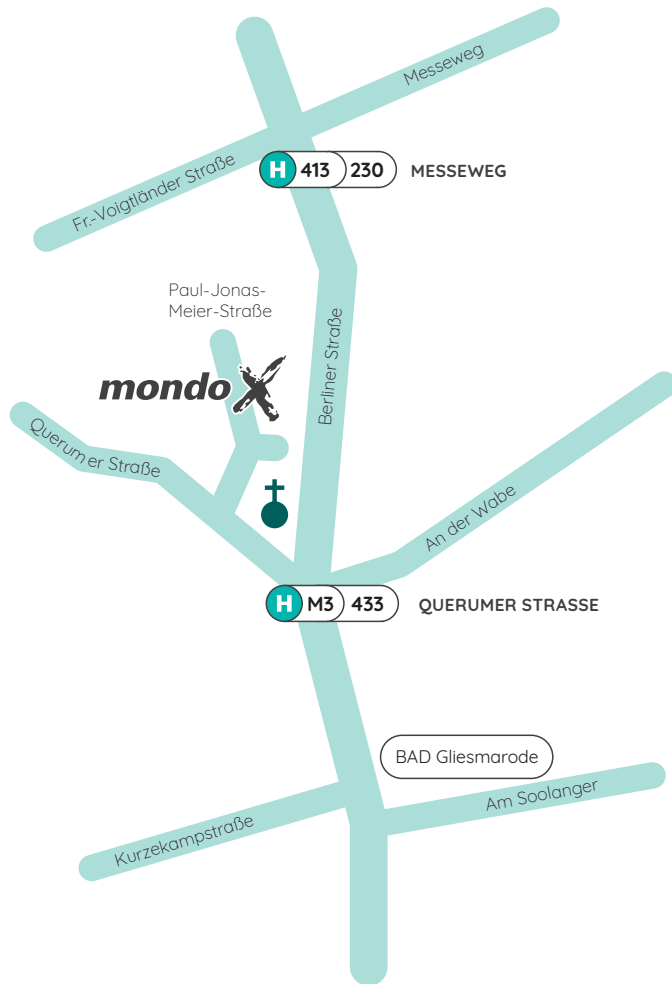 Messeweg
Fr.-Voigtländer Straße
H 413 230 MESSEWEG
Paul-Jonas-
Meier-Straße
mondo X
Berliner Straße
Querumer Straße
An der Wabe
H M3 433 QUERUMER STRASSE
BAD Gliesmarode
Am Soolanger
Kurzekampstraße